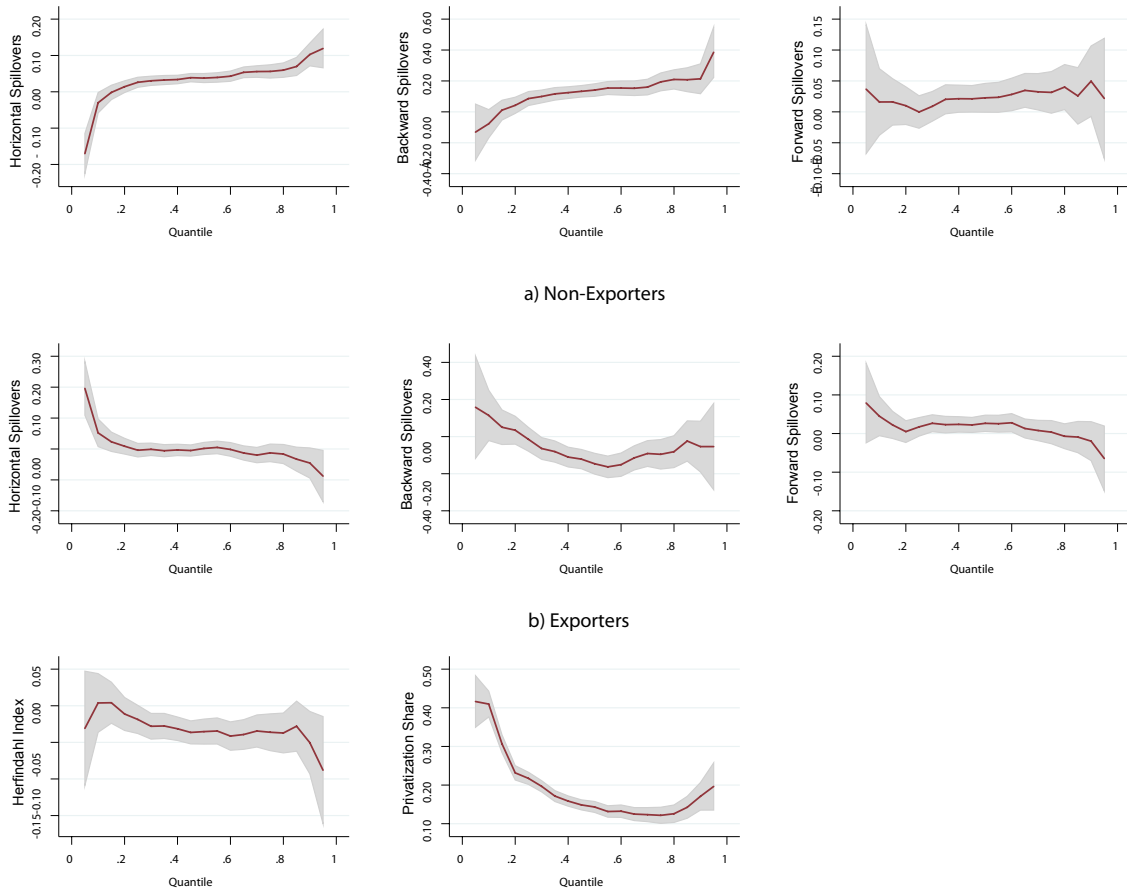 Horizontal Spillovers
0.20
0.10
0.00
-0.10
-0.20
0 .2 .4 .6 .8 1
Quantile
Backward Spillovers
0.60
0.40
0.20
0.00
-0.20
-0.40
0 .2 .4 .6 .8 1
Quantile
Forward Spillovers
0.15
0.10
0.05
0.00
-0.05
-0.10
0 .2 .4 .6 .8 1
Quantile
a) Non-Exporters
Horizontal Spillovers
0.30
0.20
0.10
0.00
-0.10
-0.20
0 .2 .4 .6 .8 1
Quantile
Backward Spillovers
0.40
0.20
0.00
-0.20
-0.40
0 .2 .4 .6 .8 1
Quantile
Forward Spillovers
0.20
0.10
0.00
-0.10
-0.20
0 .2 .4 .6 .8 1
Quantile
b) Exporters
Herfindahl Index
0.05
0.00
-0.05
-0.10
-0.15
0 .2 .4 .6 .8 1
Quantile
Privatization Share
0.50
0.40
0.30
0.20
0.10
0 .2 .4 .6 .8 1
Quantile